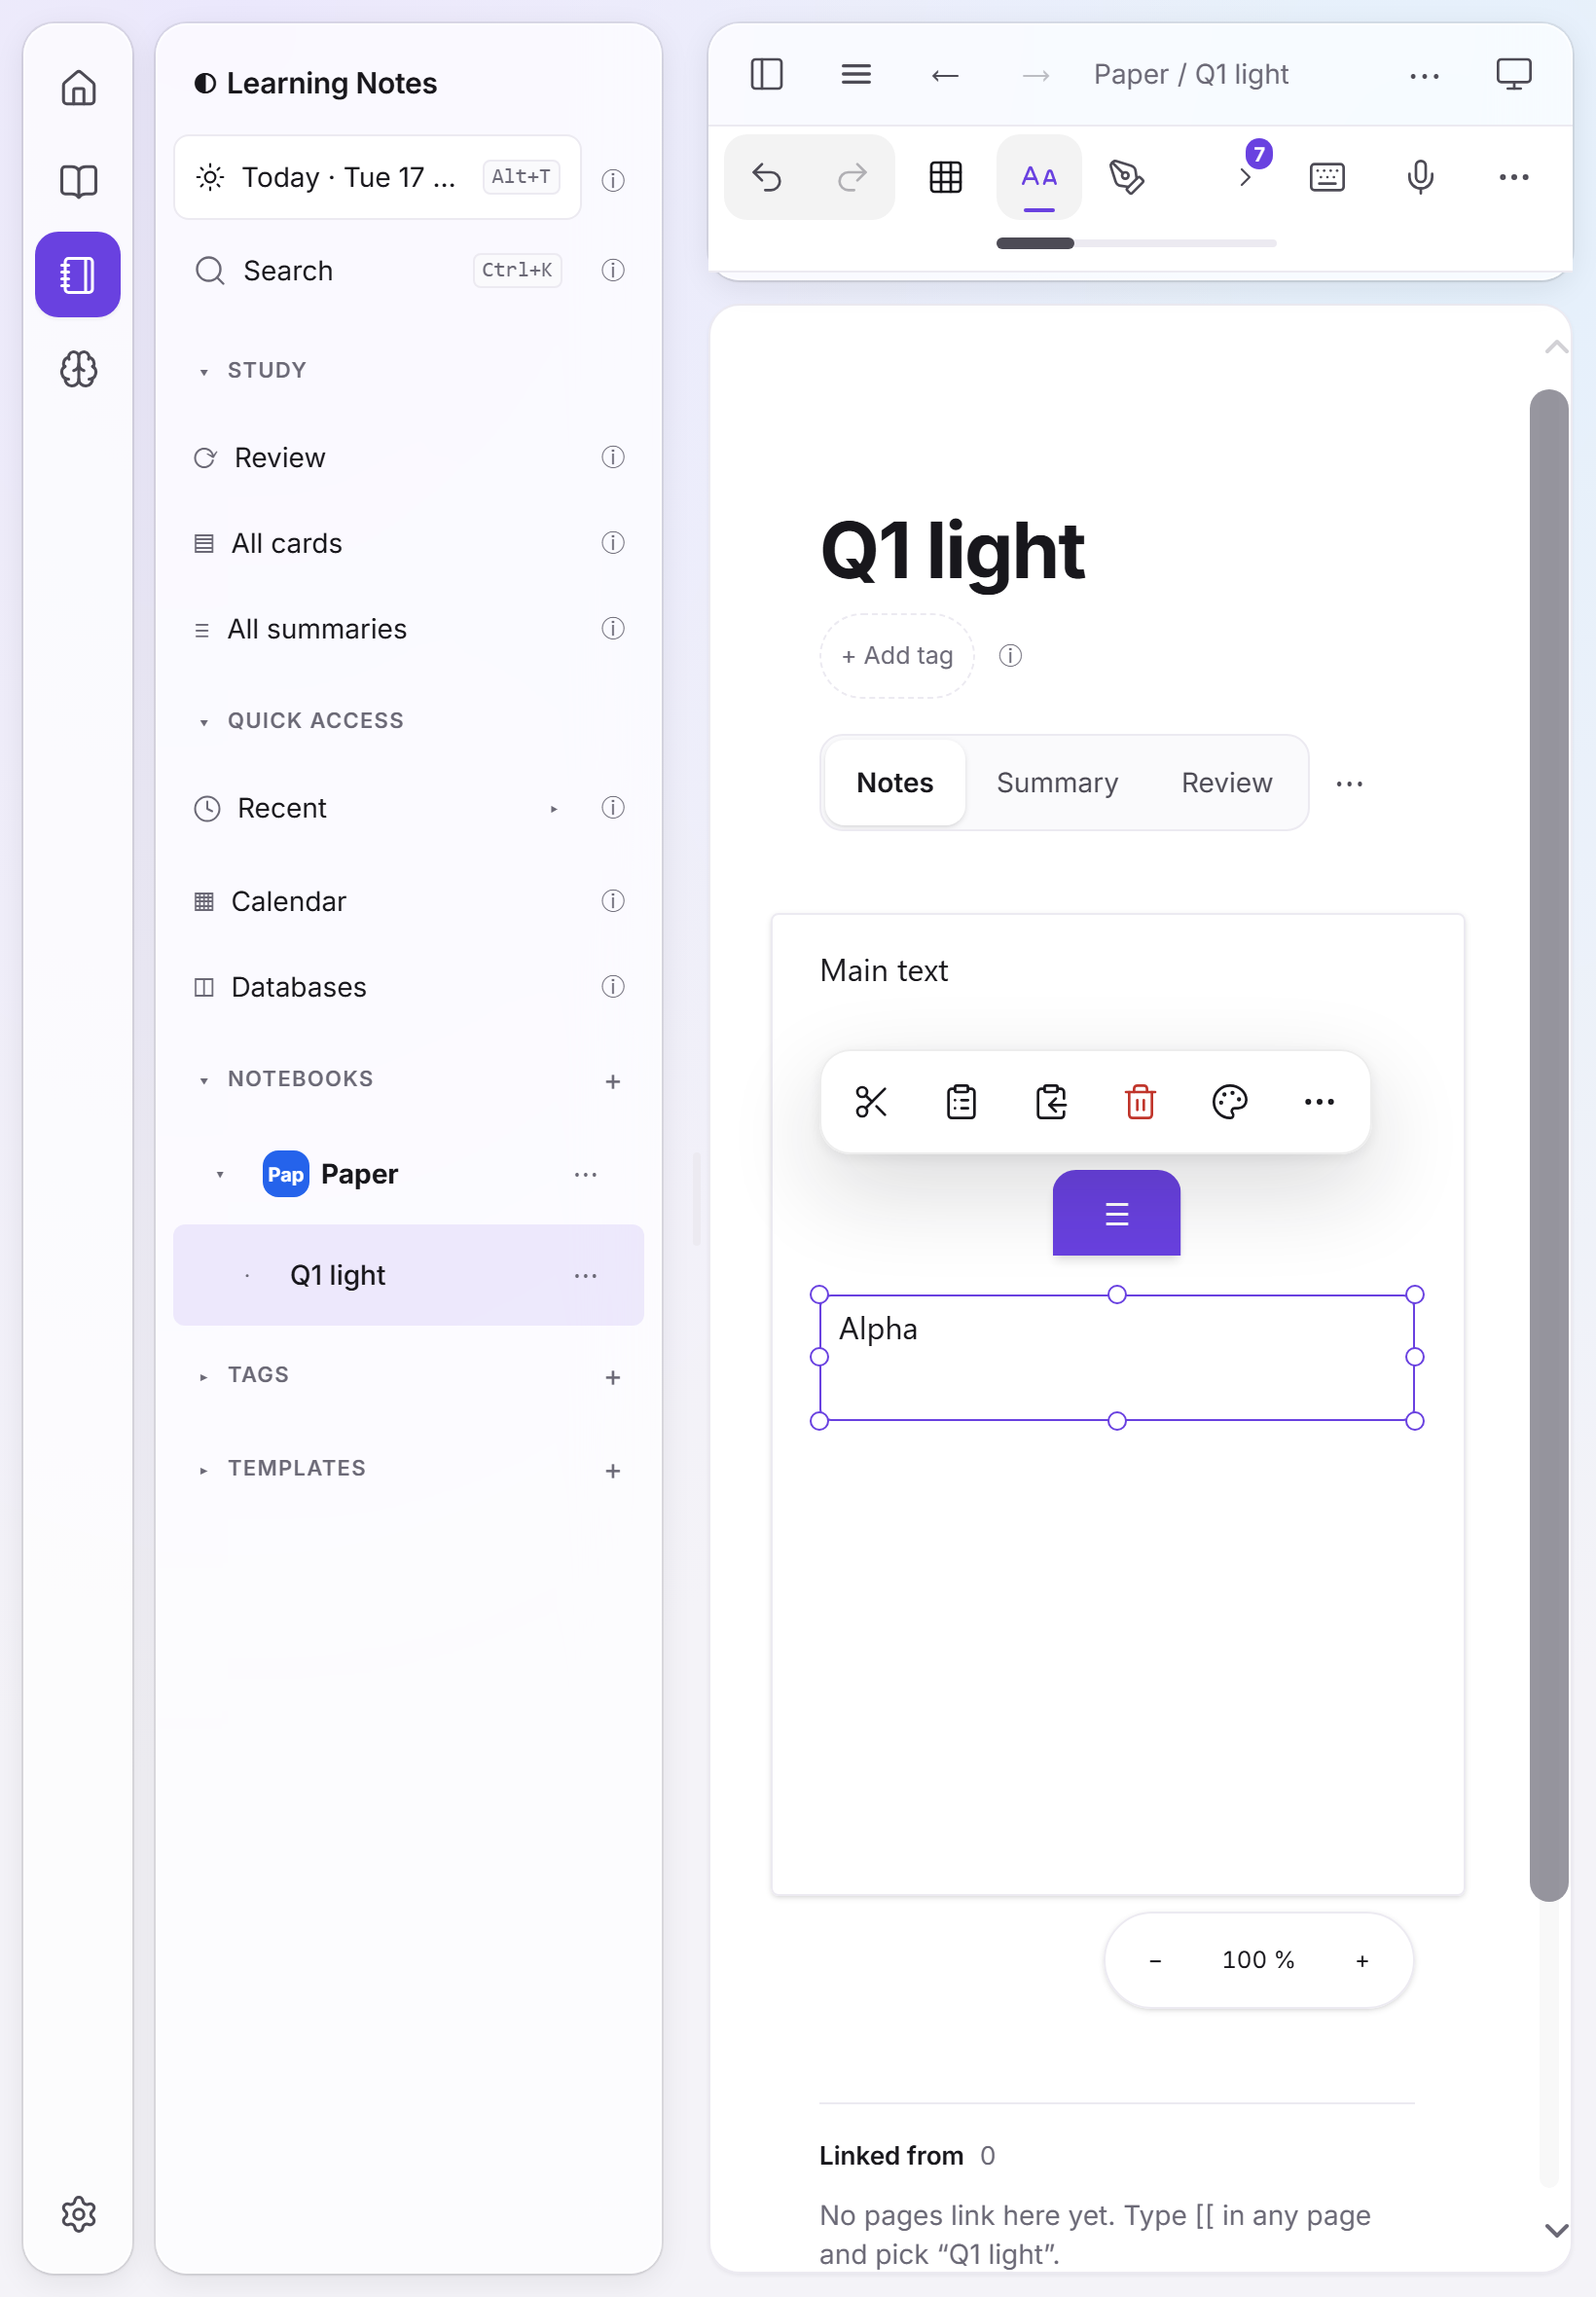 Learning Notes
Today · Tue 17 ... Alt+T
Search Ctrl+K
STUDY
Review
All cards
All summaries
QUICK ACCESS
Recent
Calendar
Databases
NOTEBOOKS +
Pap Paper
Q1 light
TAGS +
TEMPLATES +
Paper / Q1 light
7
Q1 light
+ Add tag
Notes Summary Review
Main text
Alpha
− 100 % +
Linked from 0
No pages link here yet. Type [[ in any page
and pick “Q1 light”.